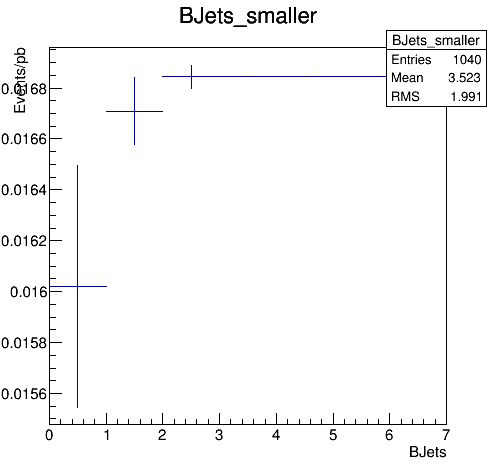 BJets_smaller
Events/pb
BJets_smaller
Entries 1040
Mean 3.523
RMS 1.991
0.0168
0.0166
0.0164
0.0162
0.016
0.0158
0.0156
0 1 2 3 4 5 6 7
BJets